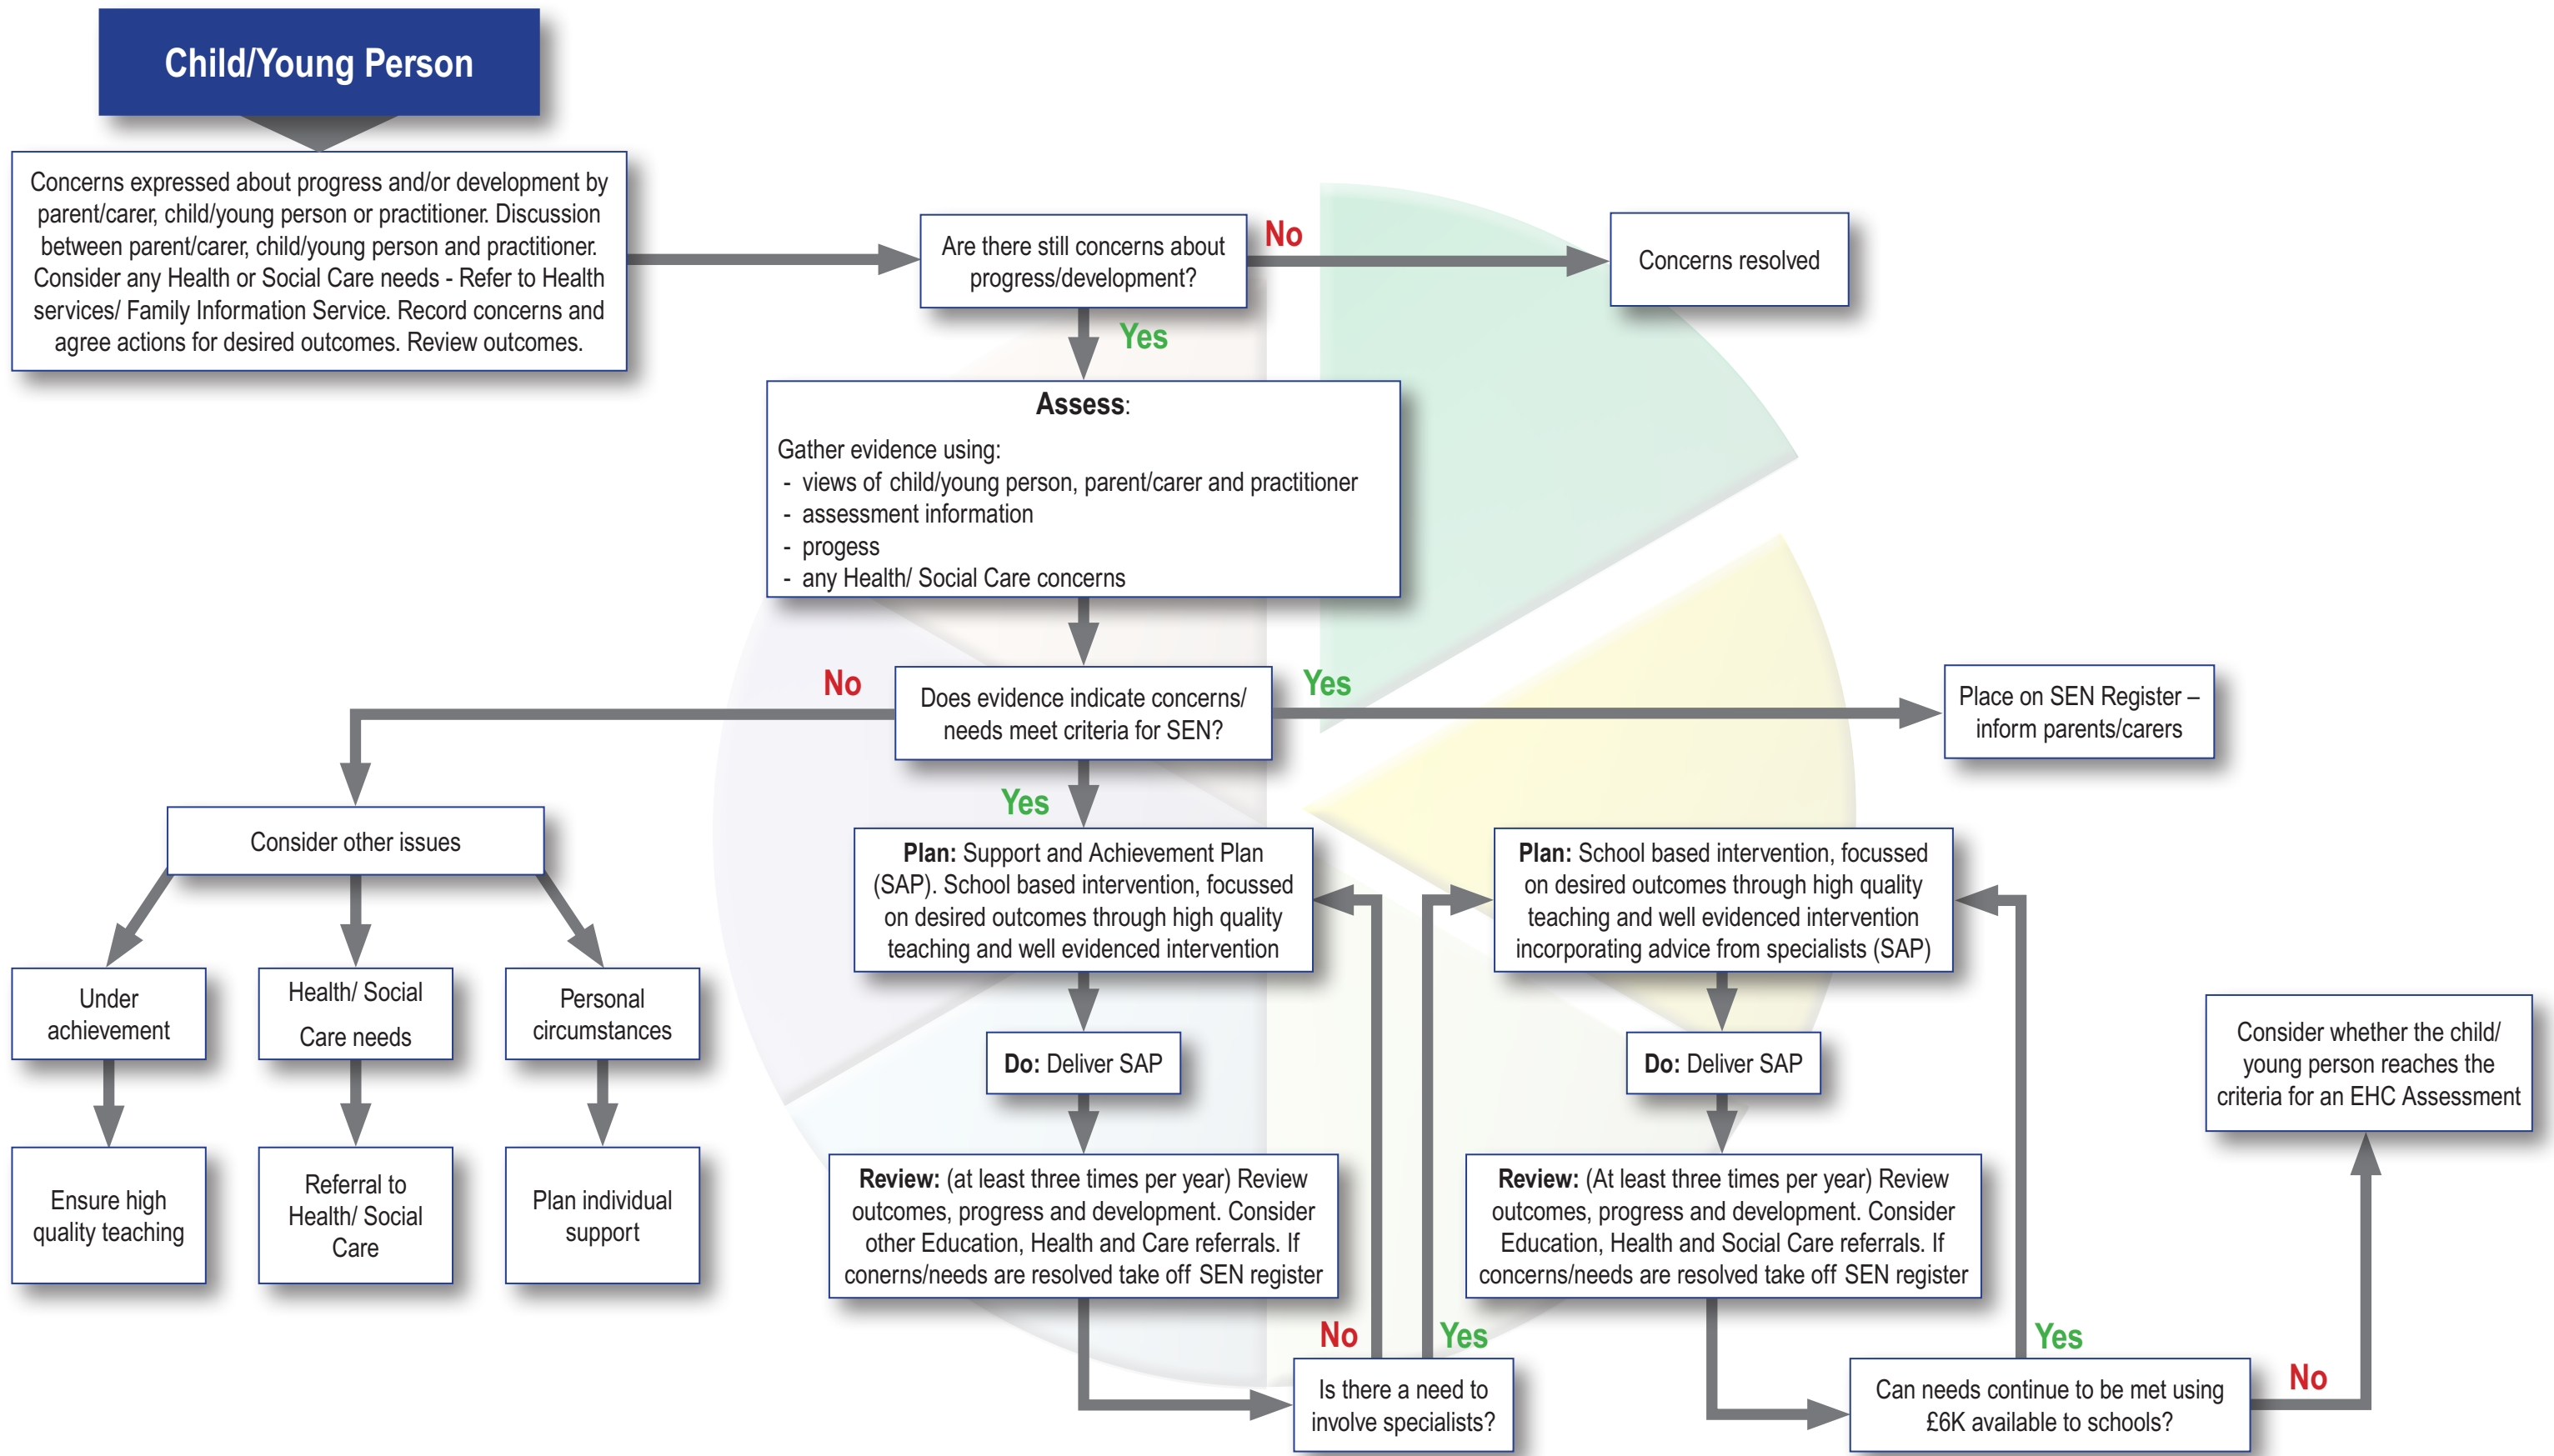 Child/Young Person
Concerns expressed about progress and/or development by
parent/carer, child/young person or practitioner. Discussion
between parent/carer, child/young person and practitioner.
Consider any Health or Social Care needs - Refer to Health
services/ Family Information Service. Record concerns and
agree actions for desired outcomes. Review outcomes.
Are there still concerns about
progress/development?
No
Concerns resolved
Yes
Assess:
Gather evidence using:
- views of child/young person, parent/carer and practitioner
- assessment information
- progess
- any Health/ Social Care concerns
No
Does evidence indicate concerns/
needs meet criteria for SEN?
Yes
Place on SEN Register –
inform parents/carers
Yes
Consider other issues
Under
achievement
Health/ Social
Care needs
Personal
circumstances
Ensure high
quality teaching
Referral to
Health/ Social
Care
Plan individual
support
Plan: Support and Achievement Plan
(SAP). School based intervention, focussed
on desired outcomes through high quality
teaching and well evidenced intervention
Do: Deliver SAP
Review: (at least three times per year) Review
outcomes, progress and development. Consider
other Education, Health and Care referrals. If
conerns/needs are resolved take off SEN register
No
Yes
Is there a need to
involve specialists?
Plan: School based intervention, focussed
on desired outcomes through high quality
teaching and well evidenced intervention
incorporating advice from specialists (SAP)
Do: Deliver SAP
Review: (At least three times per year) Review
outcomes, progress and development. Consider
Education, Health and Social Care referrals. If
concerns/needs are resolved take off SEN register
Yes
Can needs continue to be met using
£6K available to schools?
No
Consider whether the child/
young person reaches the
criteria for an EHC Assessment